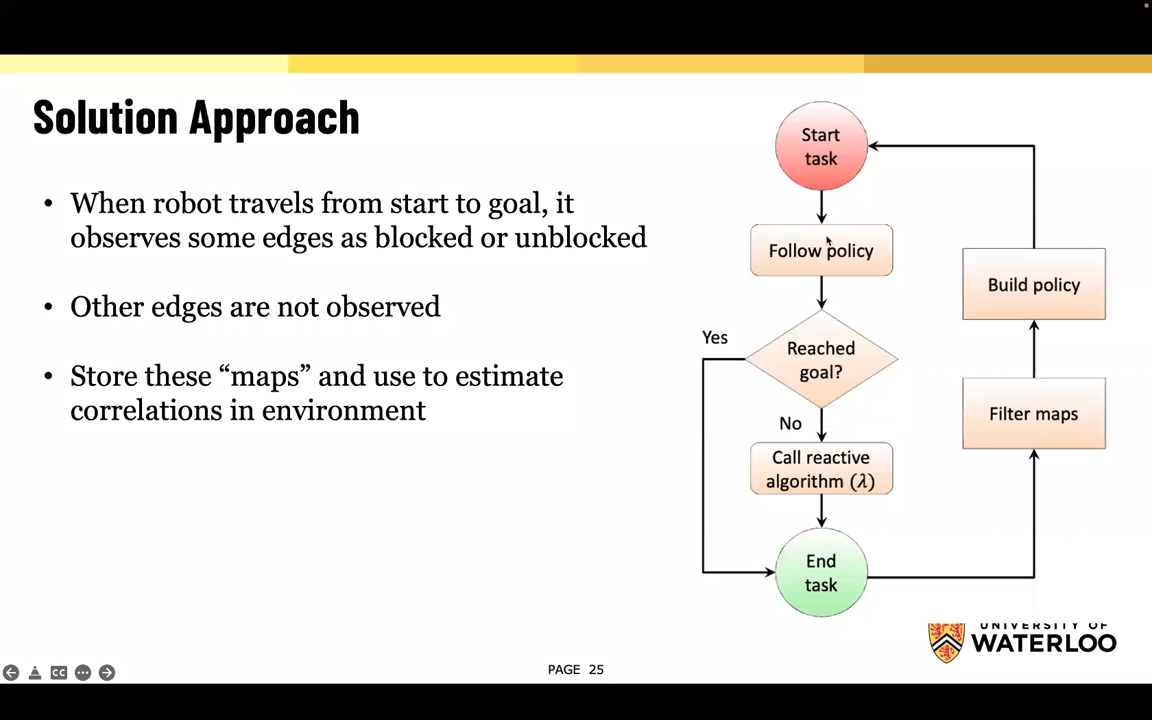 Solution Approach
• When robot travels from start to goal, it
observes some edges as blocked or unblocked
• Other edges are not observed
• Store these “maps” and use to estimate
correlations in environment
Start
task
Follow policy
Reached
goal?
Yes
No
Call reactive
algorithm (λ)
End
task
Filter maps
Build policy
UNIVERSITY OF
WATERLOO
PAGE 25
CC